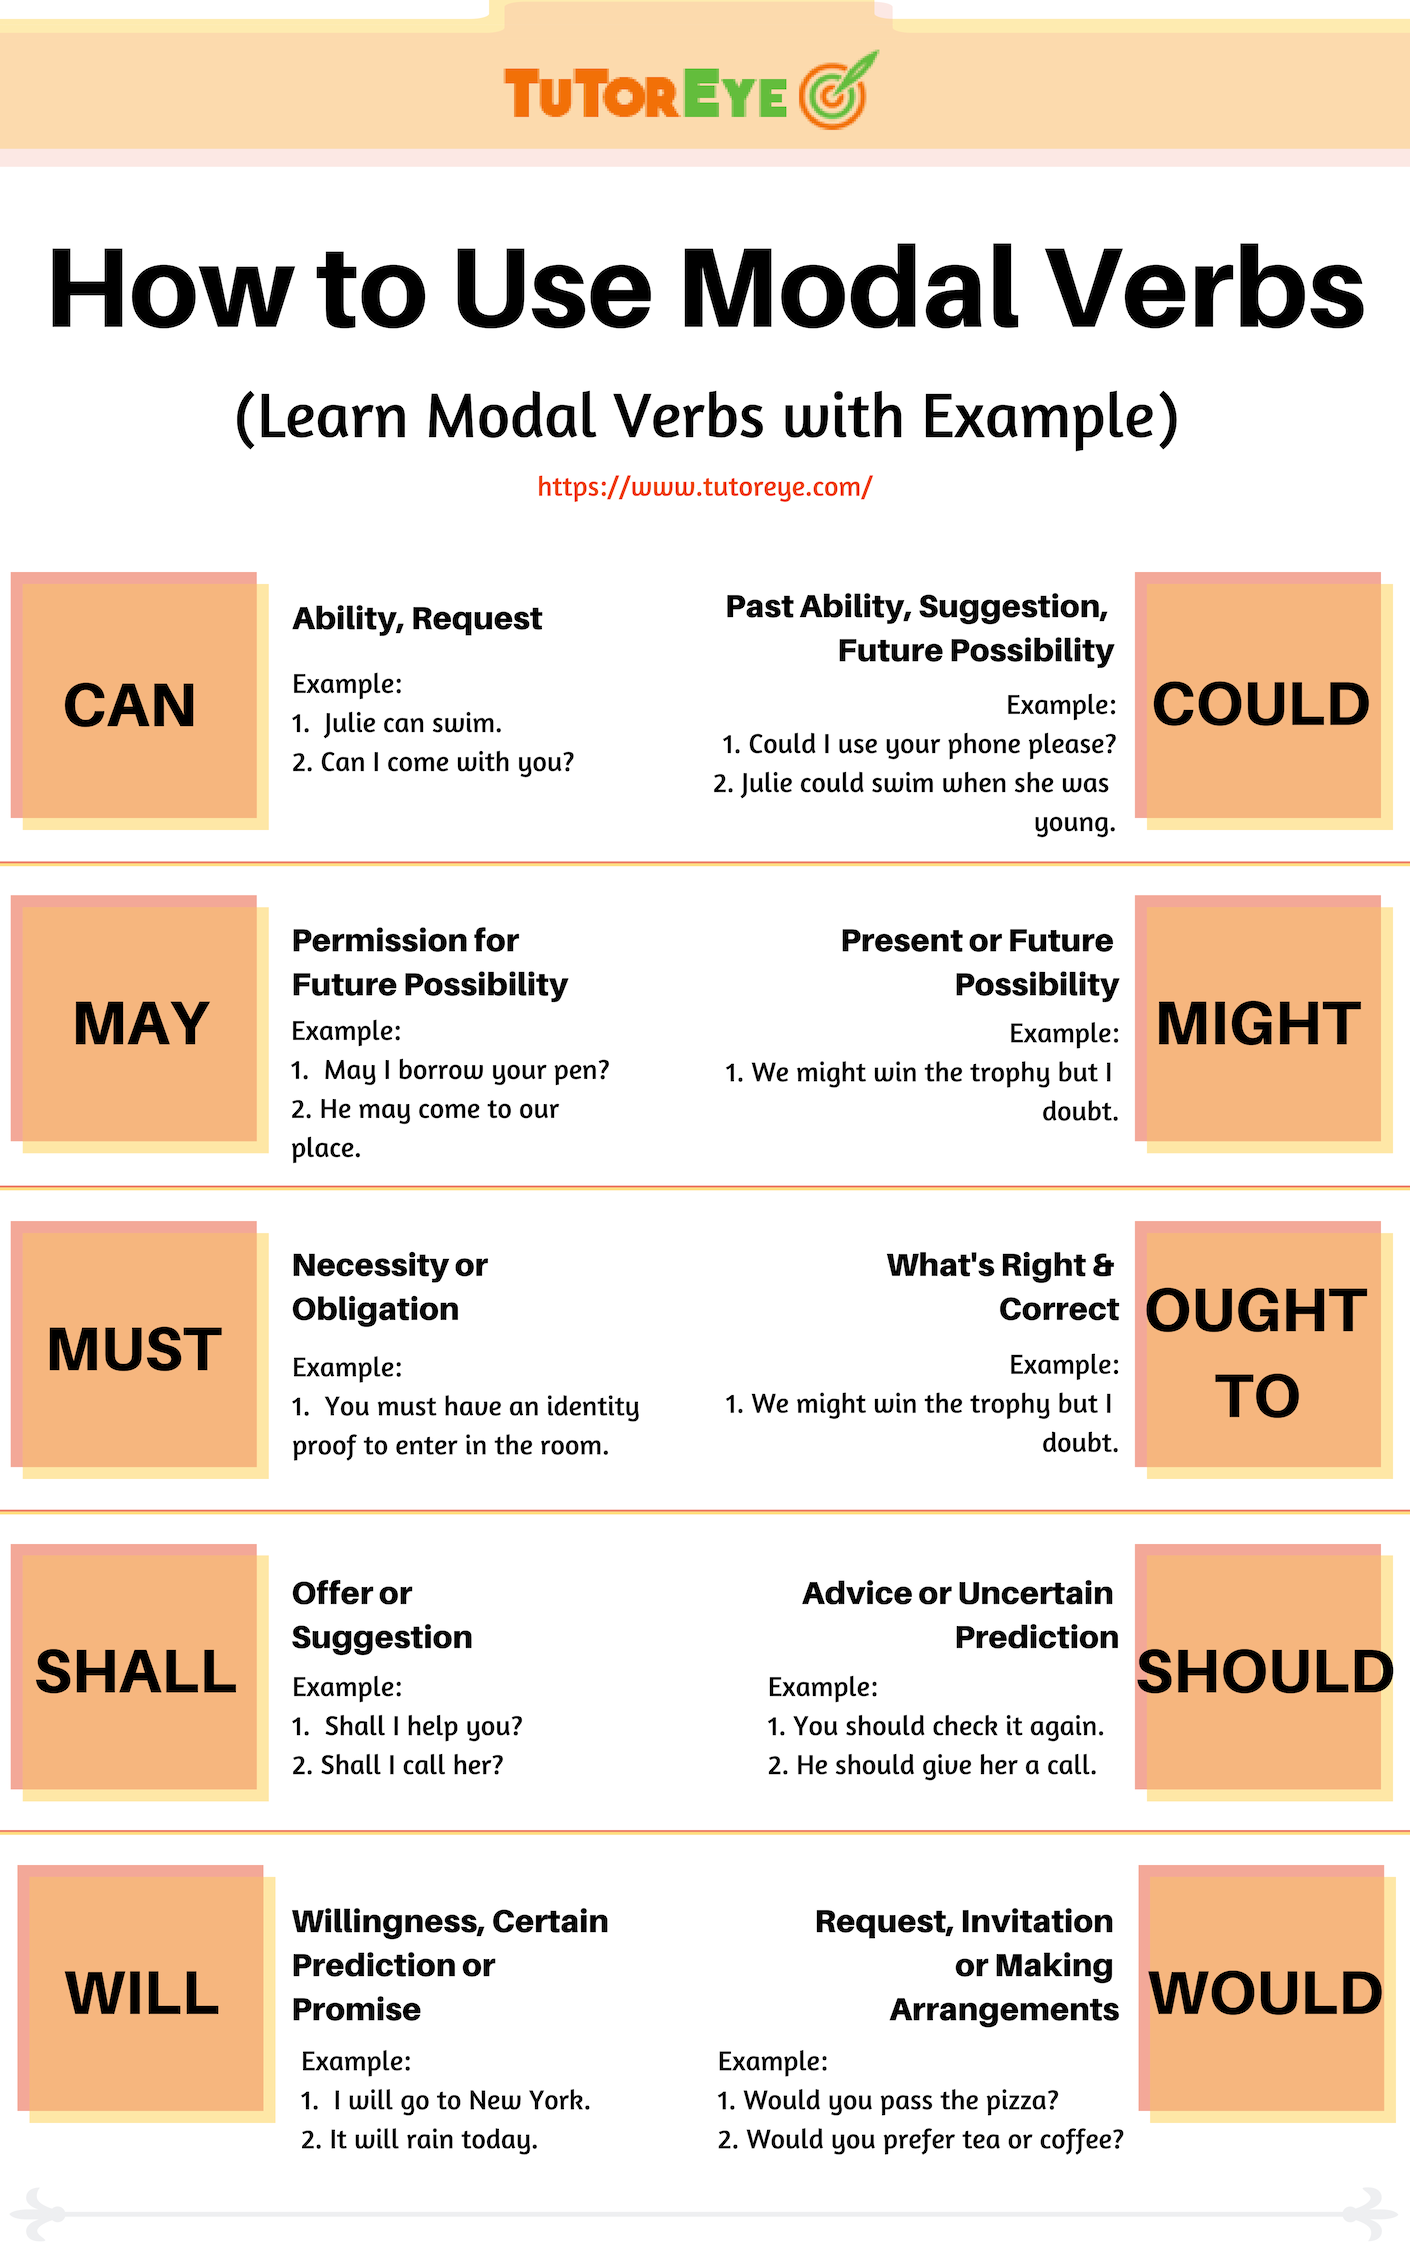 TUTOREYE
How to Use Modal Verbs
(Learn Modal Verbs with Example)
https://www.tutoreye.com/
CAN
Ability, Request
Example:
1. Julie can swim.
2. Can I come with you?
Past Ability, Suggestion,
Future Possibility
Example:
1. Could I use your phone please?
2. Julie could swim when she was
young.
COULD
MAY
Permission for
Future Possibility
Example:
1. May I borrow your pen?
2. He may come to our
place.
Present or Future
Possibility
Example:
1. We might win the trophy but I
doubt.
MIGHT
MUST
Necessity or
Obligation
Example:
1. You must have an identity
proof to enter in the room.
What's Right &
Correct
Example:
1. We might win the trophy but I
doubt.
OUGHT
TO
SHALL
Offer or
Suggestion
Example:
1. Shall I help you?
2. Shall I call her?
Advice or Uncertain
Prediction
Example:
1. You should check it again.
2. He should give her a call.
SHOULD
WILL
Willingness, Certain
Prediction or
Promise
Example:
1. I will go to New York.
2. It will rain today.
Request, Invitation
or Making
Arrangements
Example:
1. Would you pass the pizza?
2. Would you prefer tea or coffee?
WOULD